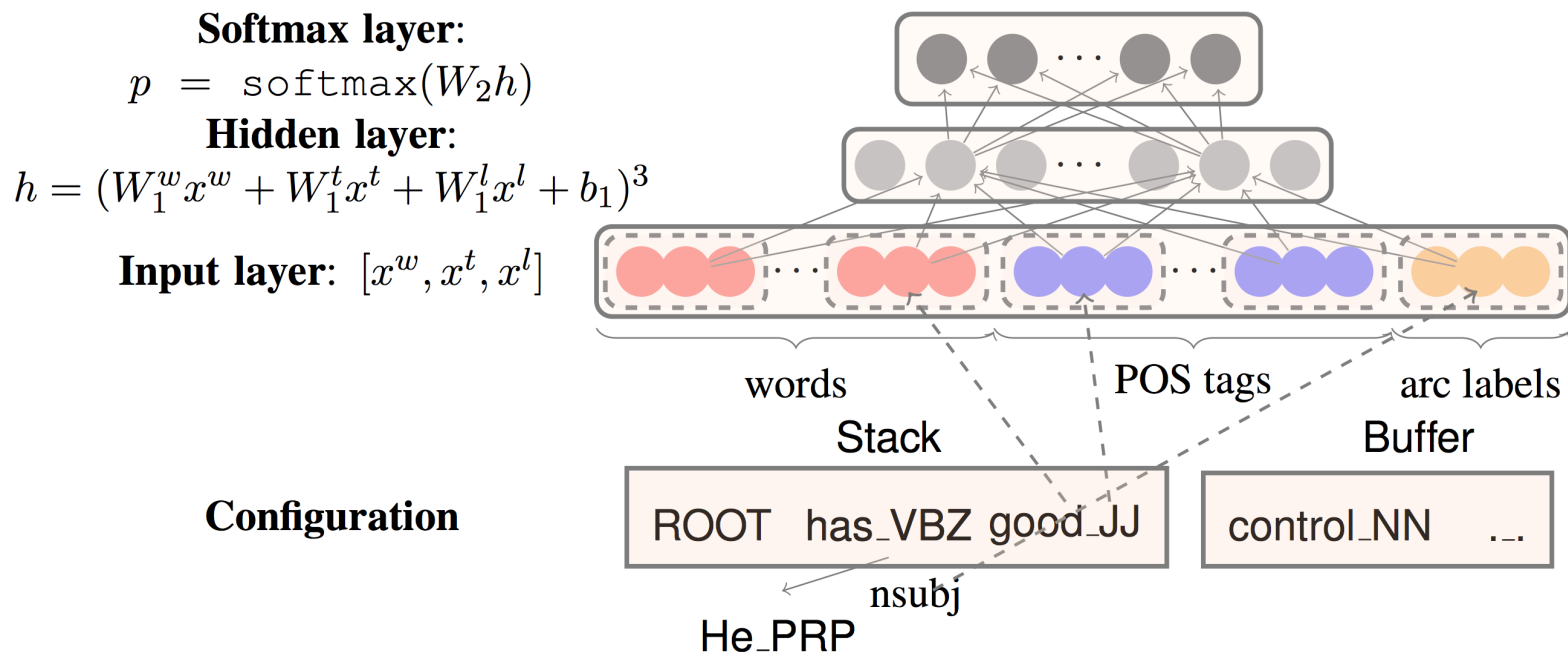 Softmax layer:
p = softmax(W₂h)
Hidden layer:
h = (W₁ʷxʷ + W₁ᵗxᵗ + W₁ˡxˡ + b₁)³
Input layer: [xʷ, xᵗ, xˡ]
· · ·
· · ·
· · ·
· · ·
words
POS tags
arc labels
Stack
Buffer
Configuration
ROOT has_VBZ good_JJ
control_NN ._.
nsubj
He_PRP